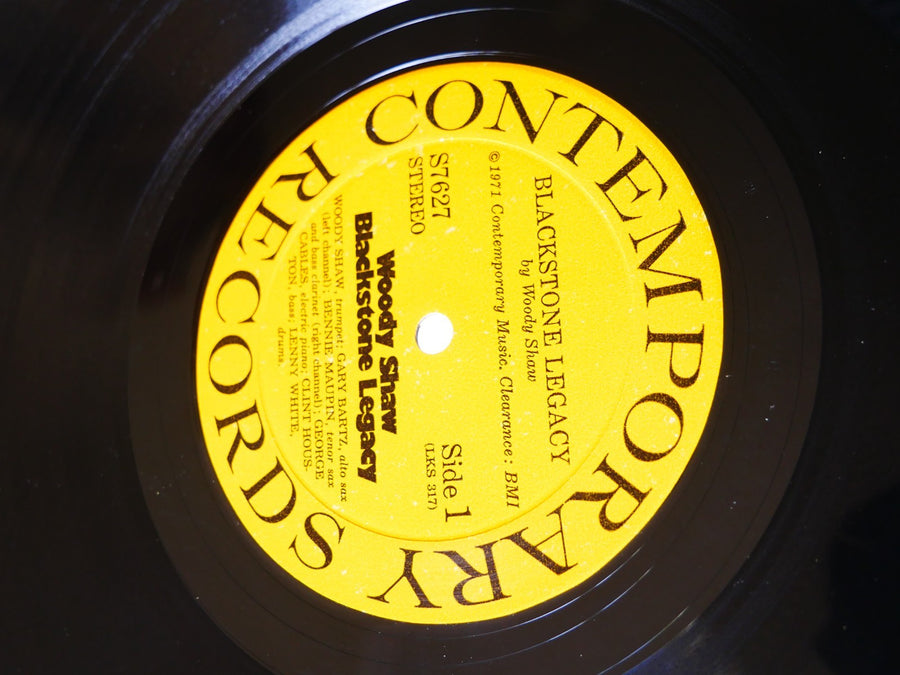 CONTEMPORARY RECORDS
BLACKSTONE LEGACY
by Woody Shaw
© 1971 Contemporary Music. Clearance: BMI
S7627
STEREO
Side 1
(LKS 317)
Woody Shaw
Blackstone Legacy
WOODY SHAW, trumpet; GARY BARTZ, alto sax
(left channel); BENNIE MAUPIN, tenor sax
and bass clarinet (right channel); GEORGE
CABLES, electric piano; CLINT HOUS-
TON, bass; LENNY WHITE,
drums.